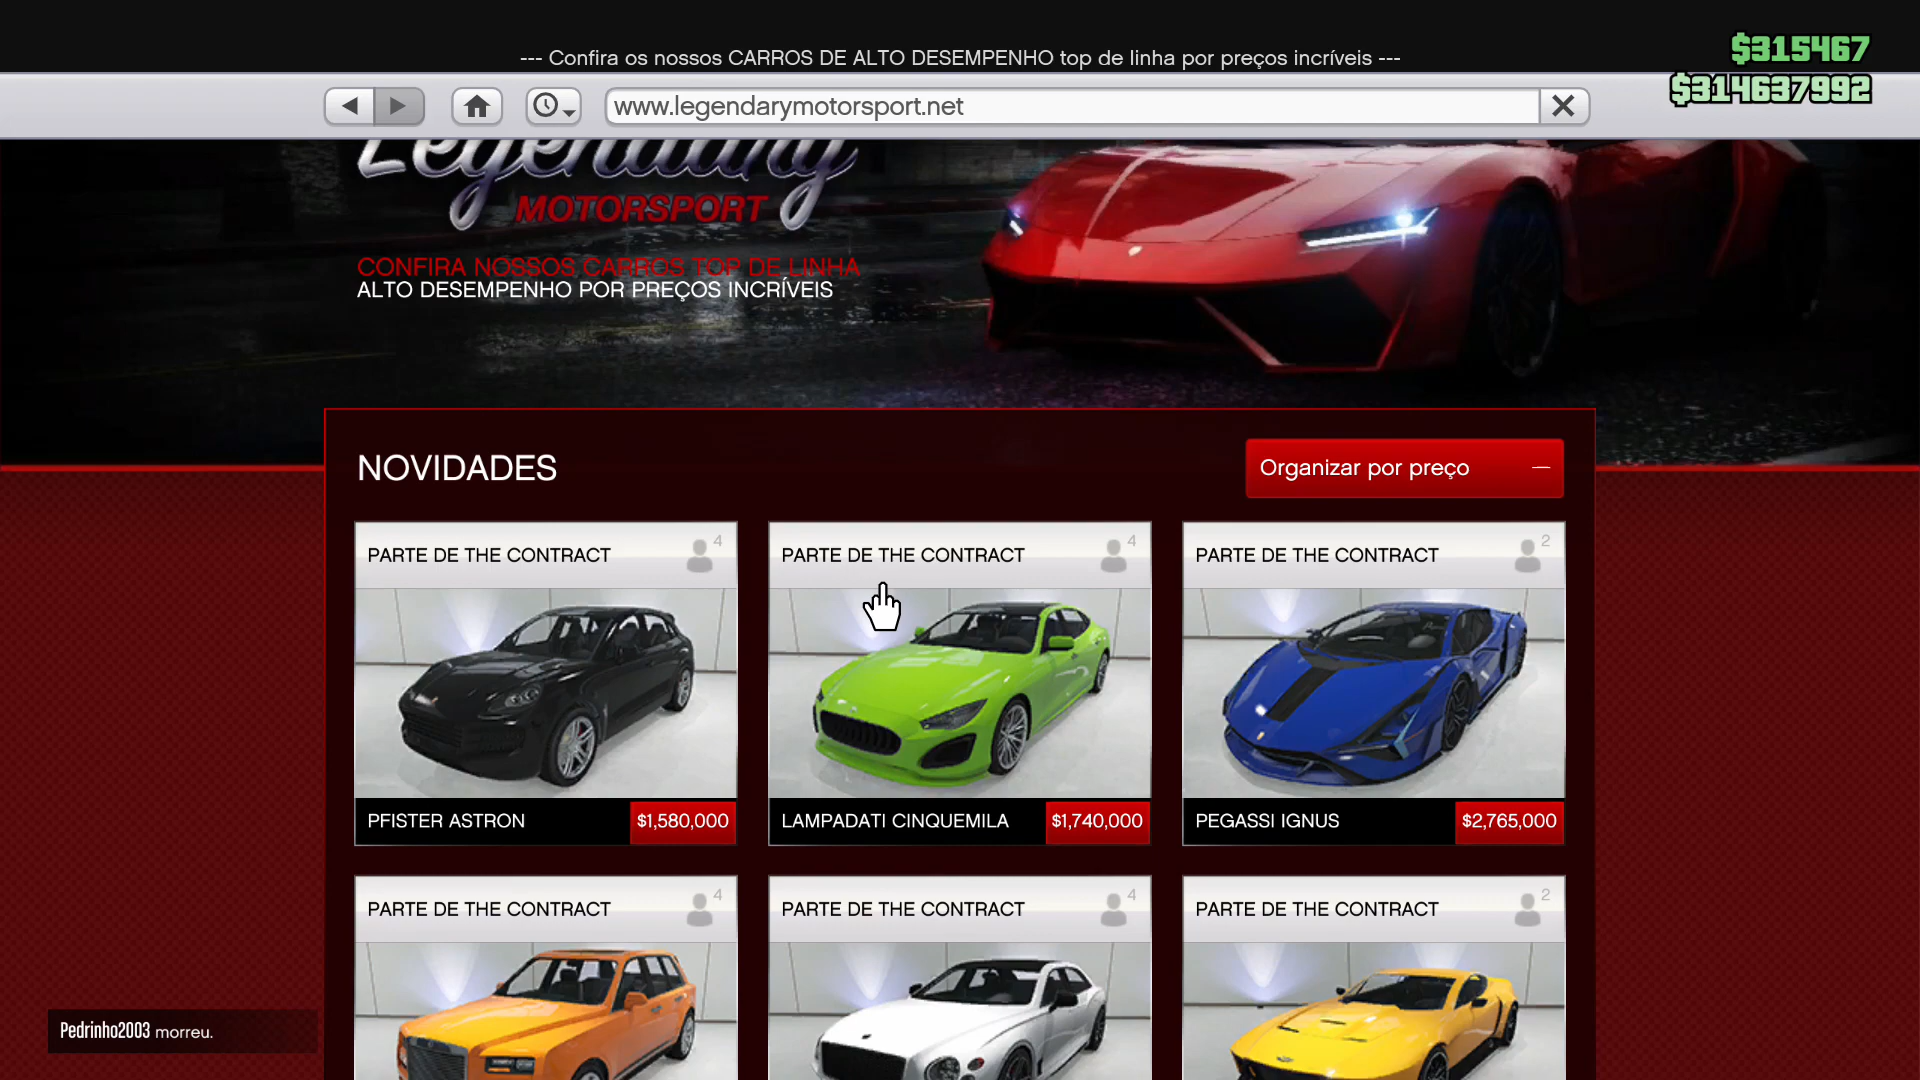 --- Confira os nossos CARROS DE ALTO DESEMPENHO top de linha por preços incríveis ---
$315467
$314637992
www.legendarymotorsport.net
Legendary
MOTORSPORT
CONFIRA NOSSOS CARROS TOP DE LINHA
ALTO DESEMPENHO POR PREÇOS INCRÍVEIS
NOVIDADES
Organizar por preço
PARTE DE THE CONTRACT 4
PARTE DE THE CONTRACT 4
PARTE DE THE CONTRACT 2
PFISTER ASTRON $1,580,000
LAMPADATI CINQUEMILA $1,740,000
PEGASSI IGNUS $2,765,000
PARTE DE THE CONTRACT 4
PARTE DE THE CONTRACT 4
PARTE DE THE CONTRACT 2
Pedrinho2003 morreu.